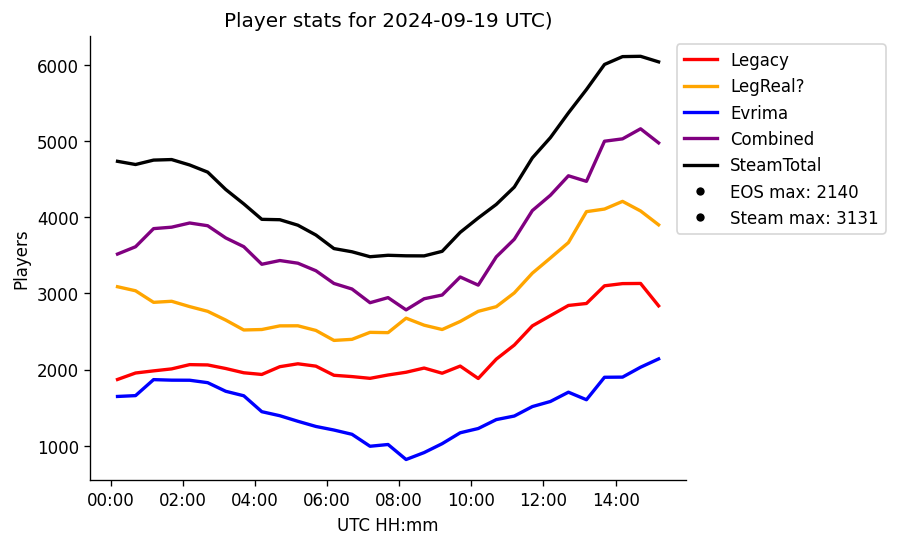 Player stats for 2024-09-19 UTC)
Players
6000
5000
4000
3000
2000
1000
00:00 02:00 04:00 06:00 08:00 10:00 12:00 14:00
UTC HH:mm
Legacy
LegReal?
Evrima
Combined
SteamTotal
EOS max: 2140
Steam max: 3131